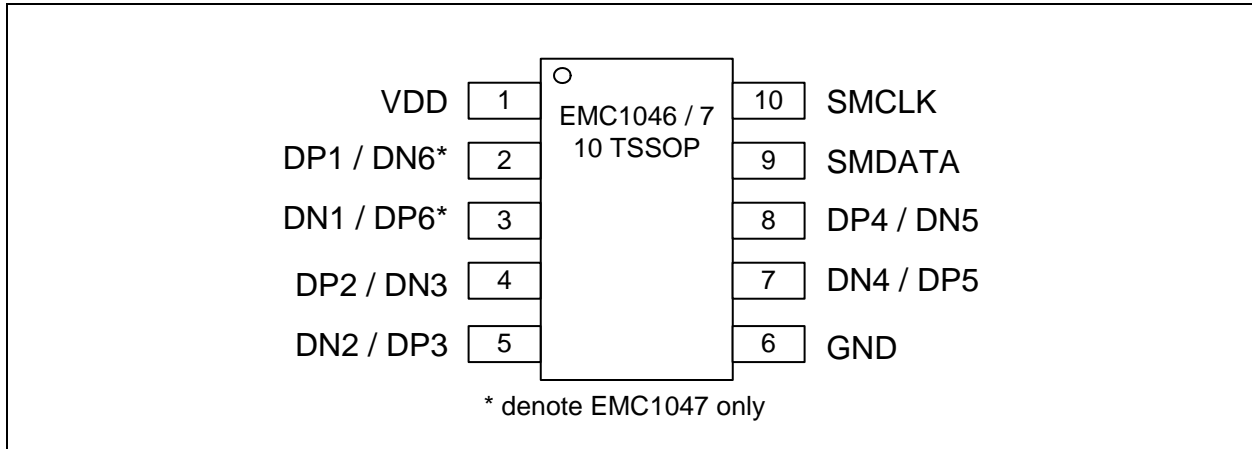 EMC1046 / 7
10 TSSOP
VDD 1
DP1 / DN6* 2
DN1 / DP6* 3
DP2 / DN3 4
DN2 / DP3 5
10 SMCLK
9 SMDATA
8 DP4 / DN5
7 DN4 / DP5
6 GND
* denote EMC1047 only